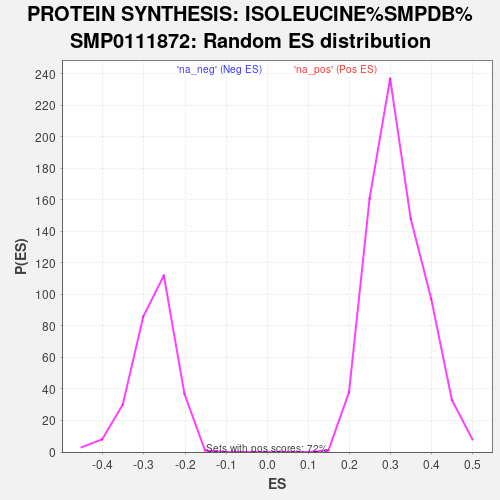 PROTEIN SYNTHESIS: ISOLEUCINE%SMPDB%
SMP0111872: Random ES distribution
'na_neg' (Neg ES) 'na_pos' (Pos ES)
240
220
200
180
160
140
120
100
80
60
40
20
0
P(ES)
Sets with pos scores: 72%
-0.4 -0.3 -0.2 -0.1 0.0 0.1 0.2 0.3 0.4 0.5
ES